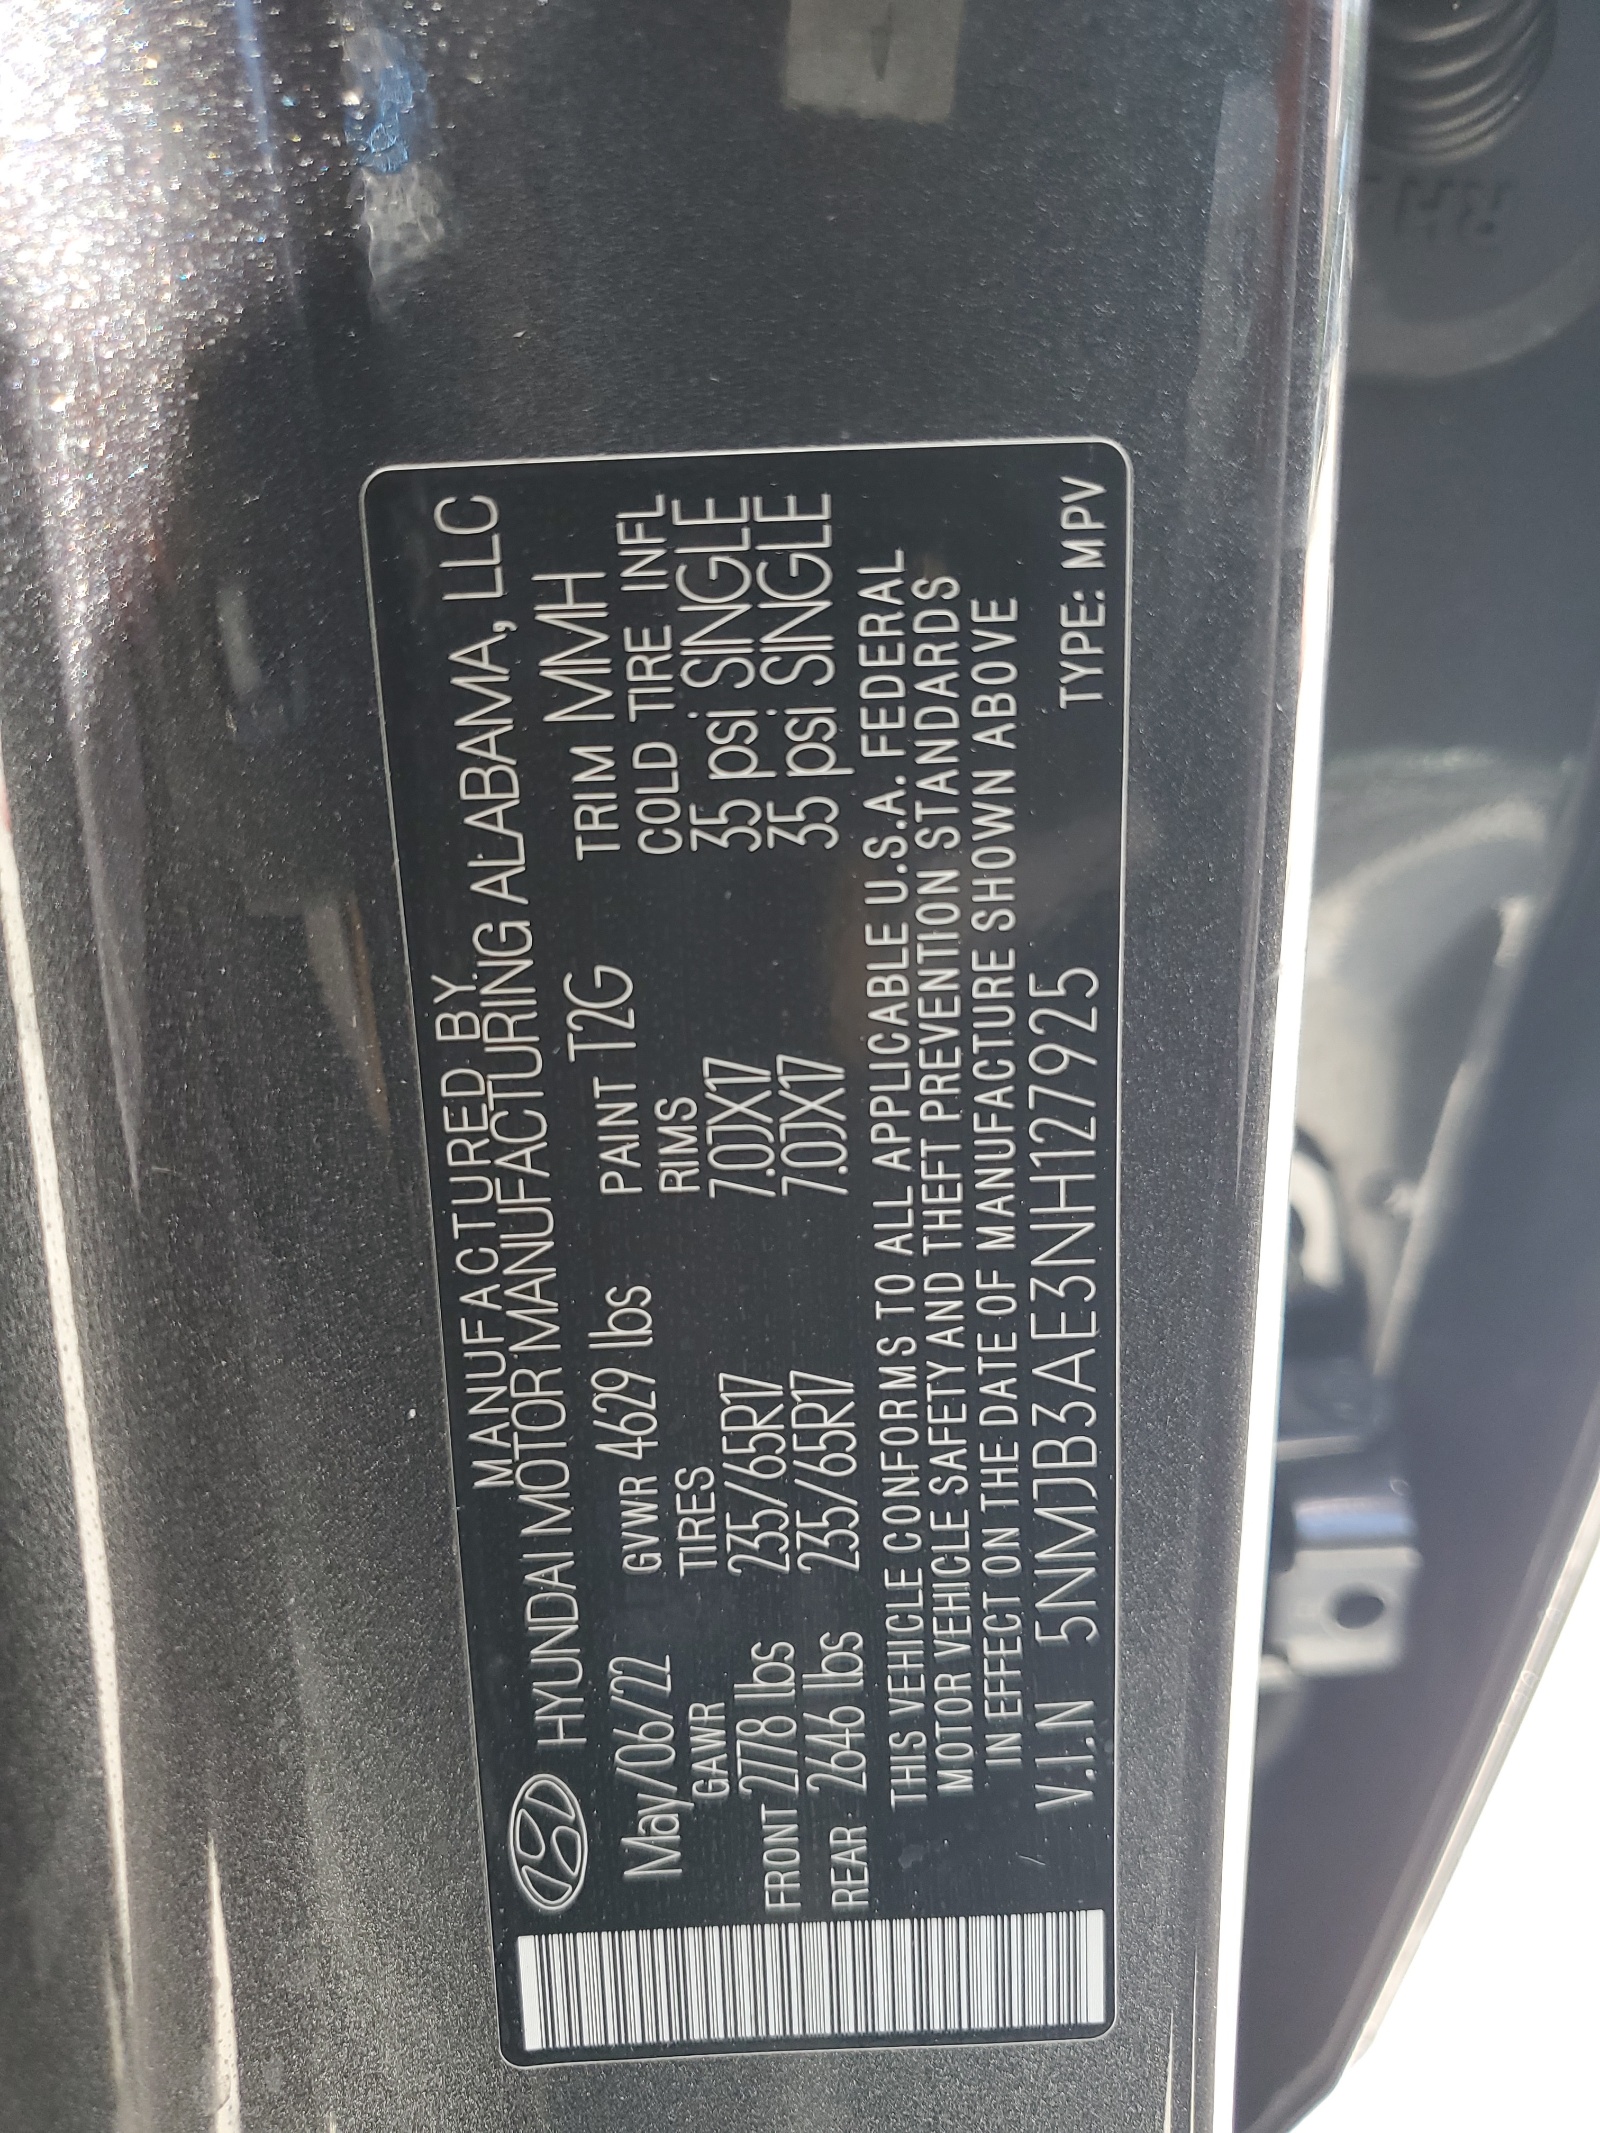 MANUFACTURED BY
HYUNDAI MOTOR MANUFACTURING ALABAMA, LLC
May/06/22 GVWR 4629 lbs PAINT T2G TRIM MMH
GAWR TIRES RIMS COLD TIRE INFL
FRONT 2778 lbs 235/65R17 7.0JX17 35 psi SINGLE
REAR 2646 lbs 235/65R17 7.0JX17 35 psi SINGLE
THIS VEHICLE CONFORMS TO ALL APPLICABLE U.S.A. FEDERAL
MOTOR VEHICLE SAFETY AND THEFT PREVENTION STANDARDS
IN EFFECT ON THE DATE OF MANUFACTURE SHOWN ABOVE
V.I.N 5NMJB3AE3NH127925 TYPE: MPV